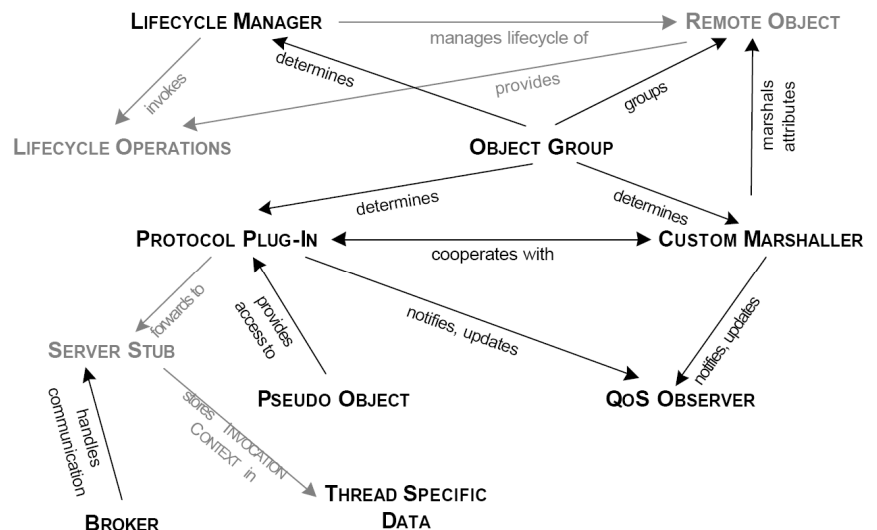 LIFECYCLE MANAGER
manages lifecycle of
REMOTE OBJECT
invokes
determines
provides
groups
marshals
attributes
LIFECYCLE OPERATIONS
OBJECT GROUP
determines
determines
PROTOCOL PLUG-IN
cooperates with
CUSTOM MARSHALLER
forwards to
provides
access to
notifies, updates
notifies, updates
SERVER STUB
PSEUDO OBJECT
QOS OBSERVER
handles
communication
stores INVOCATION
CONTEXT in
THREAD SPECIFIC
DATA
BROKER